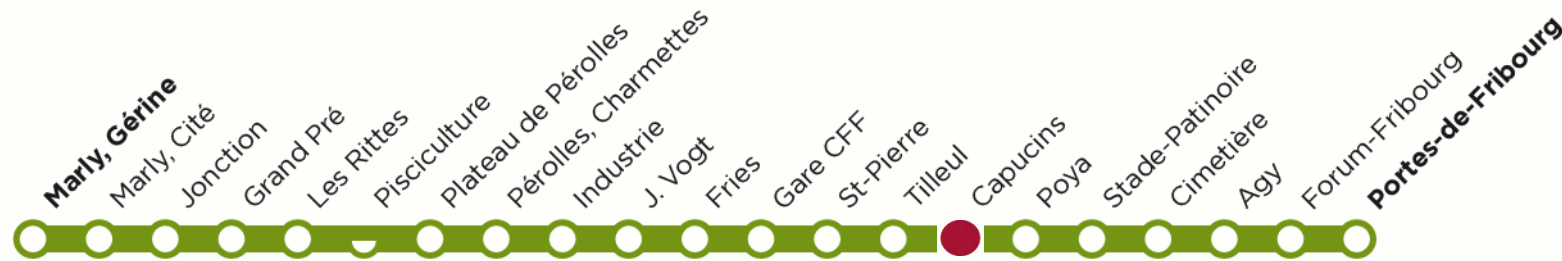 Marly, Gérine
Marly, Cité
Jonction
Grand Pré
Les Rittes
Pisciculture
Plateau de Pérolles
Pérolles, Charmettes
Industrie
J. Vogt
Fries
Gare CFF
St-Pierre
Tilleul
Capucins
Poya
Stade-Patinoire
Cimetière
Agy
Forum-Fribourg
Portes-de-Fribourg